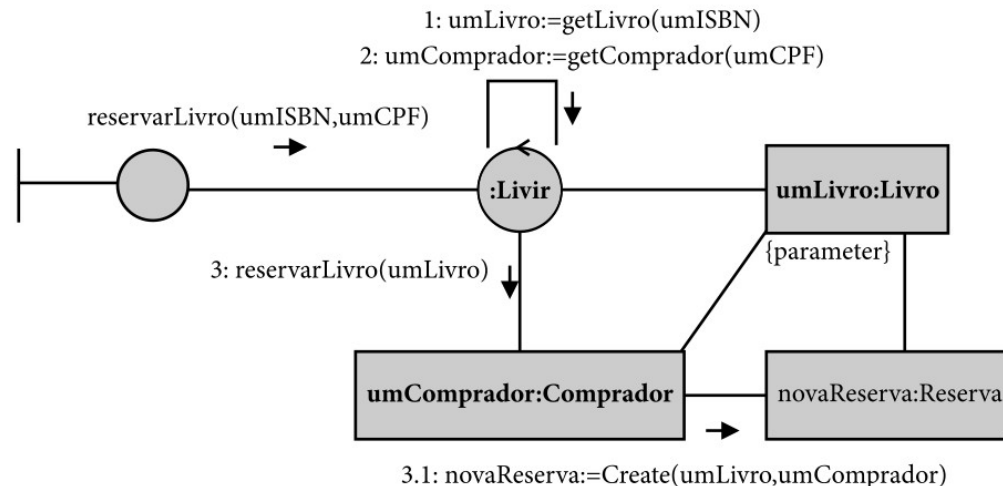 1: umLivro:=getLivro(umISBN)
2: umComprador:=getComprador(umCPF)
reservarLivro(umISBN,umCPF)
:Livir
umLivro:Livro
{parameter}
3: reservarLivro(umLivro)
umComprador:Comprador
novaReserva:Reserva
3.1: novaReserva:=Create(umLivro,umComprador)